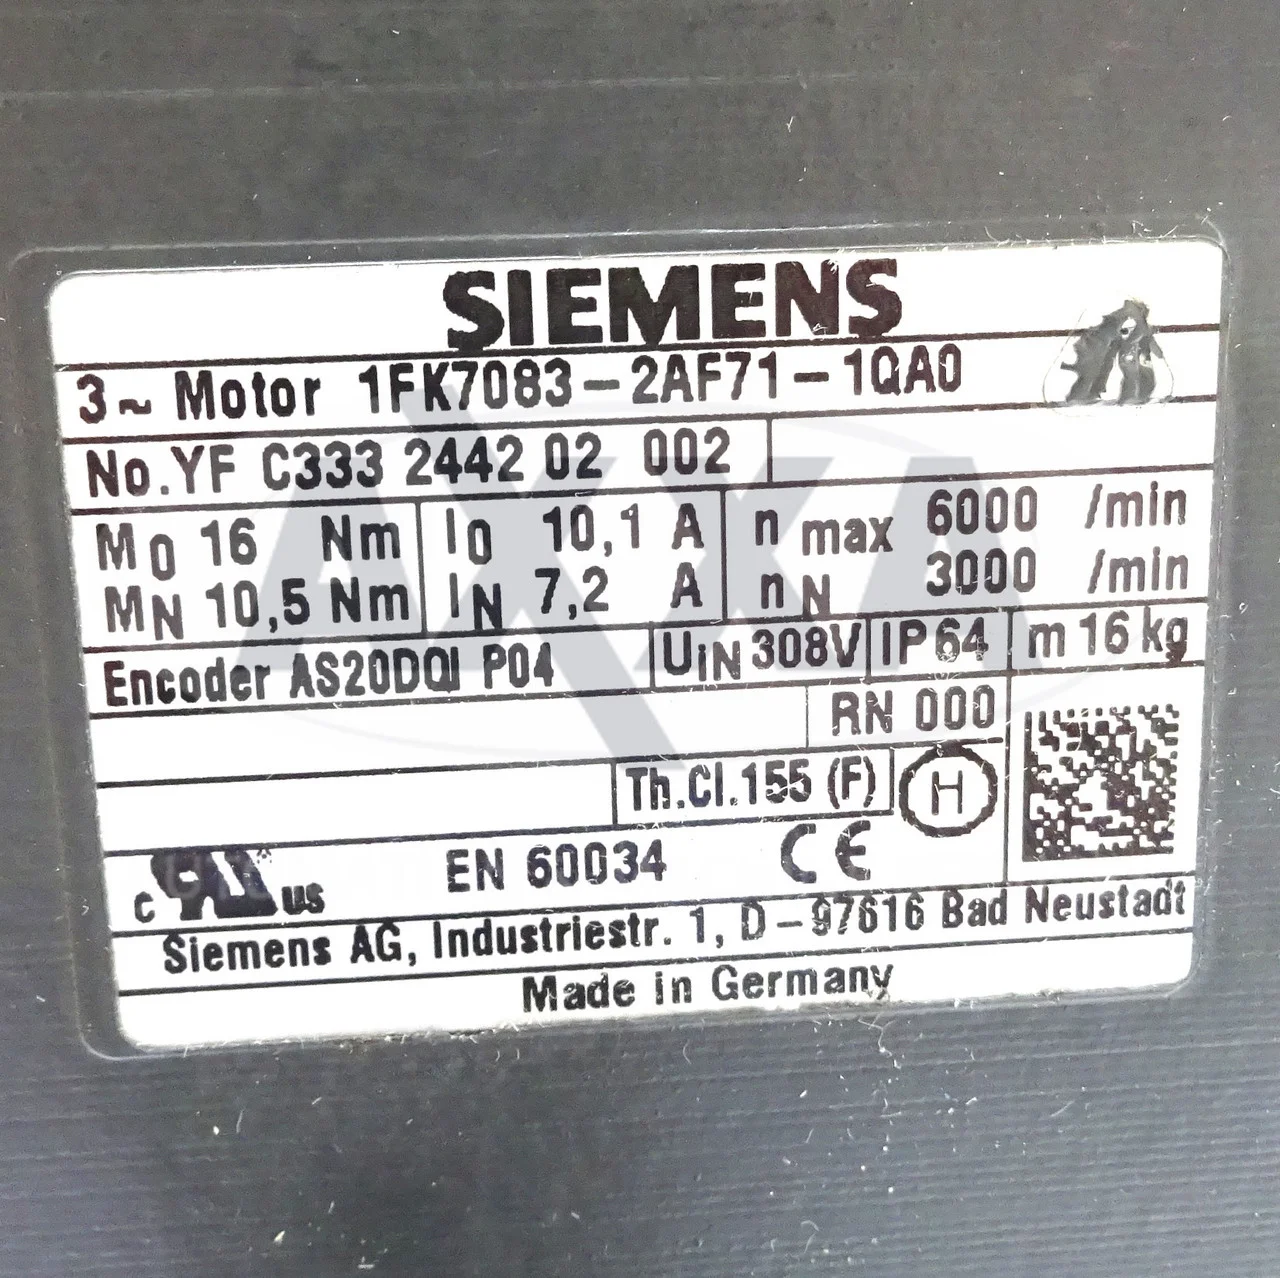 SIEMENS
3~ Motor 1FK7083-2AF71-1QA0
No.YF C333 2442 02 002
M0 16 Nm I0 10,1 A n max 6000 /min
MN 10,5 Nm IN 7,2 A nN 3000 /min
Encoder AS20DQI P04 UIN 308V IP64 m 16 kg
RN 000
Th.Cl.155 (F) H
c UR us EN 60034 CE
Siemens AG, Industriestr. 1, D-97616 Bad Neustadt
Made in Germany
AXXA